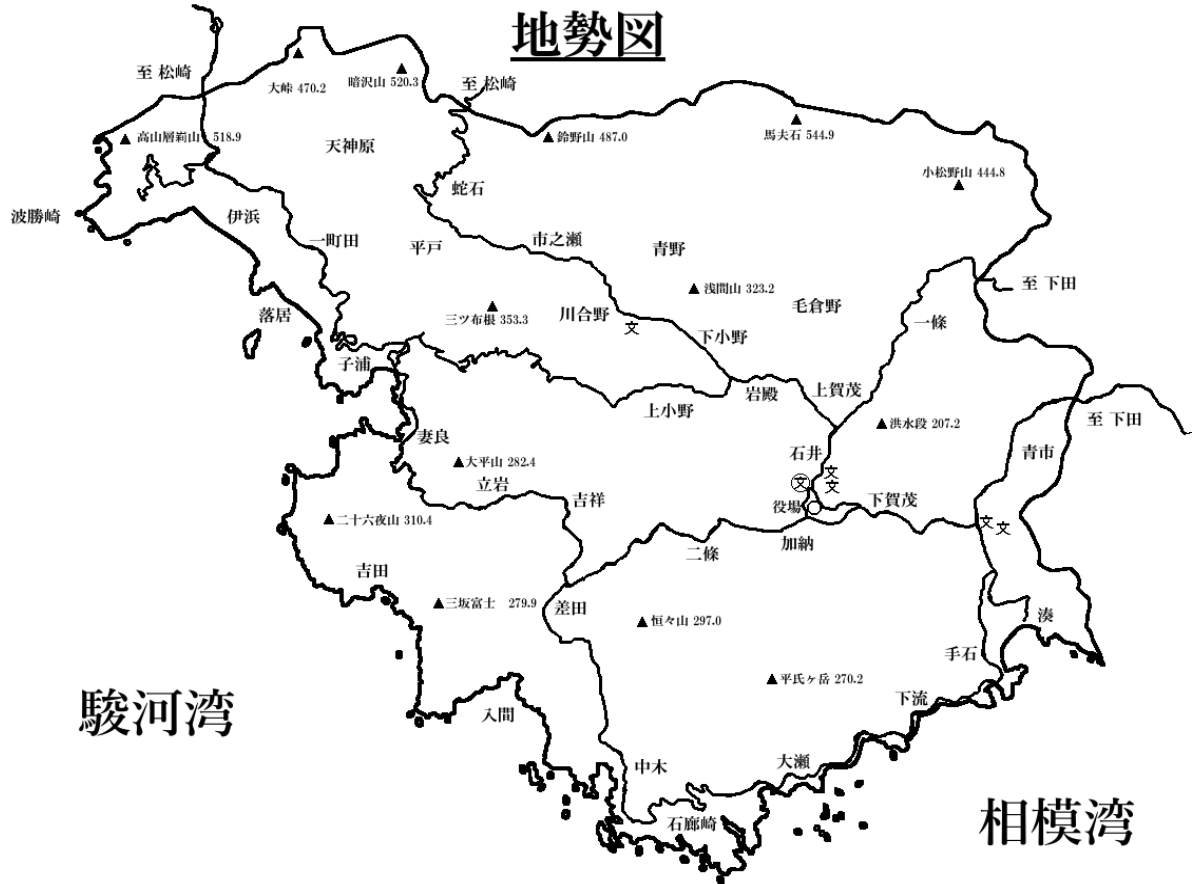 地勢図
至 松崎
大峠 470.2
暗沢山 520.3
至 松崎
高山層剃山 518.9
天神原
鈴野山 487.0
馬夫石 544.9
小松野山 444.8
蛇石
波勝崎
伊浜
一町田
平戸
市之瀬
青野
至 下田
浅間山 323.2
毛倉野
落居
三ツ布根 353.3
川合野
文
下小野
一條
子浦
岩殿
上賀茂
上小野
至 下田
妻良
洪水段 207.2
大平山 282.4
石井
青市
立岩
文
文
文
吉祥
役場
下賀茂
二十六夜山 310.4
文
文
二條
加納
吉田
三坂富士 279.9
差田
恒々山 297.0
湊
手石
平氏ヶ岳 270.2
下流
駿河湾
入間
中木
大瀬
石廊崎
相模湾